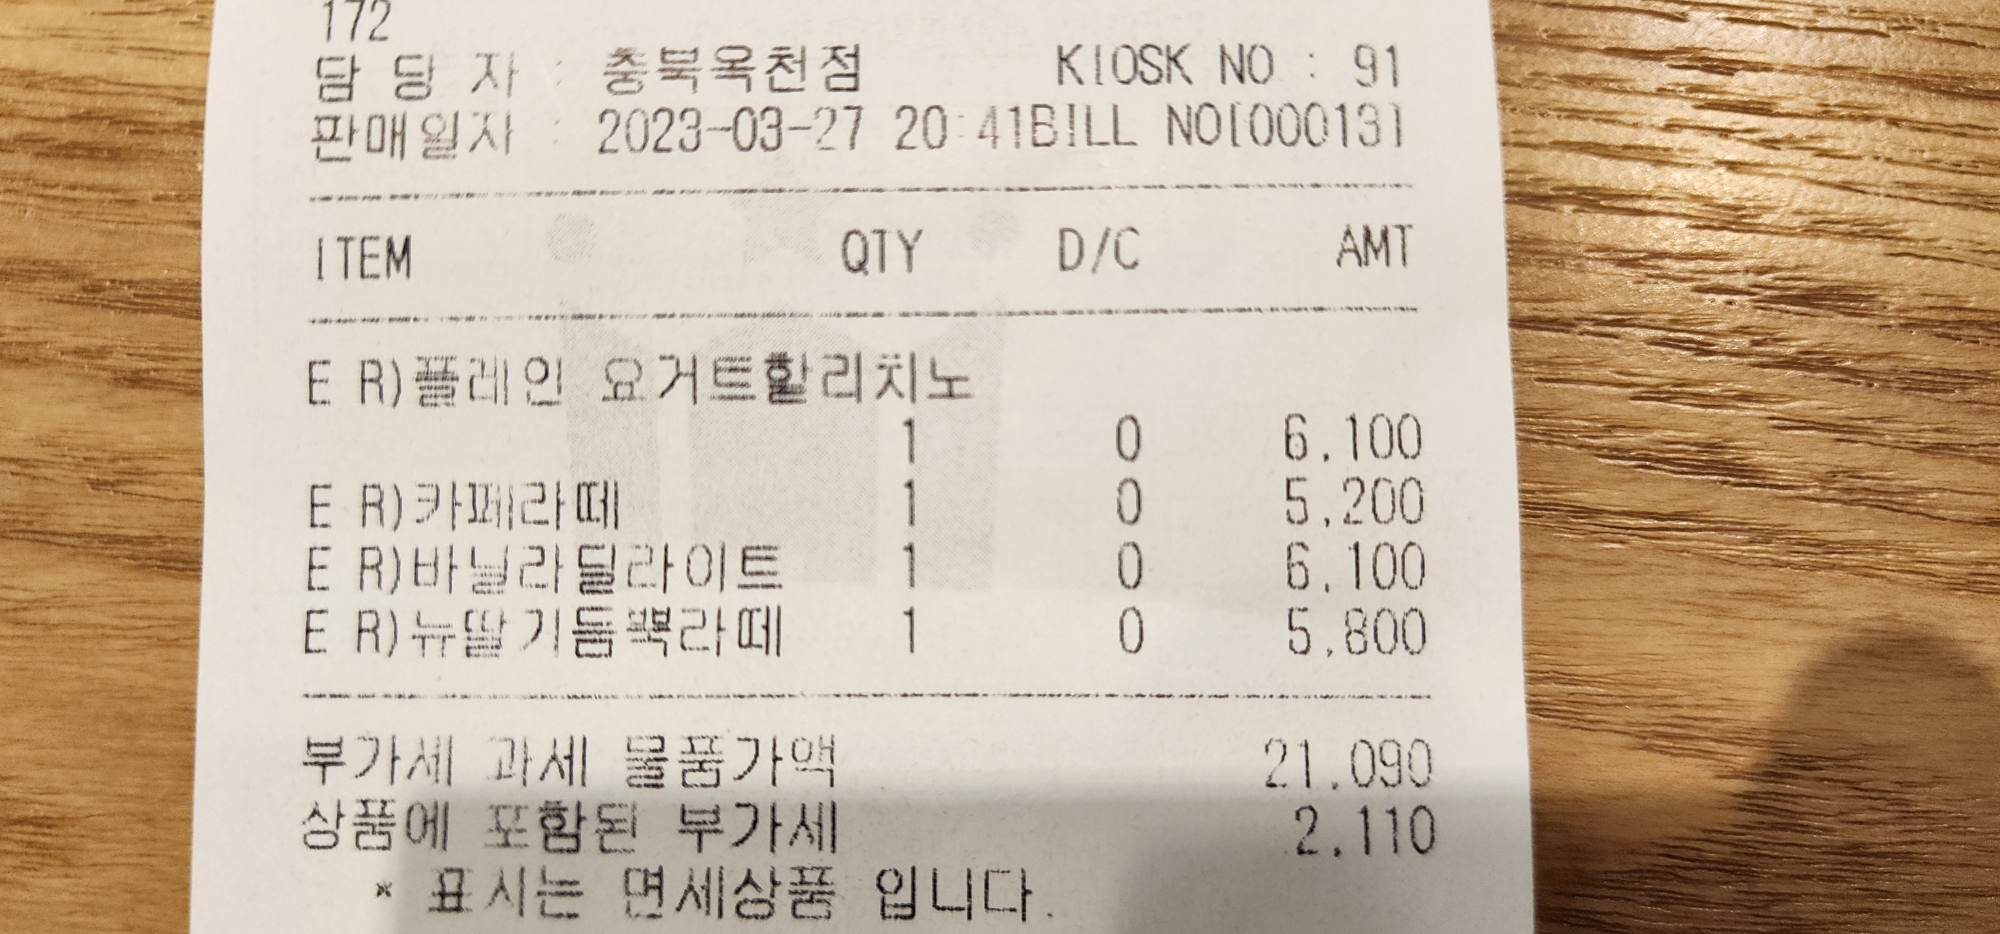 172
담 당 자 : 충북옥천점 KIOSK NO : 91
판매일자 : 2023-03-27 20:41BILL NO[000131
ITEM QTY D/C AMT
E R)플레인 요거트할리치노
1 0 6,100
E R)카페라떼 1 0 5,200
E R)바닐라딜라이트 1 0 6,100
E R)뉴딸기듬뿍라떼 1 0 5,800
부가세 과세 물품가액 21,090
상품에 포함된 부가세 2,110
* 표시는 면세상품 입니다.